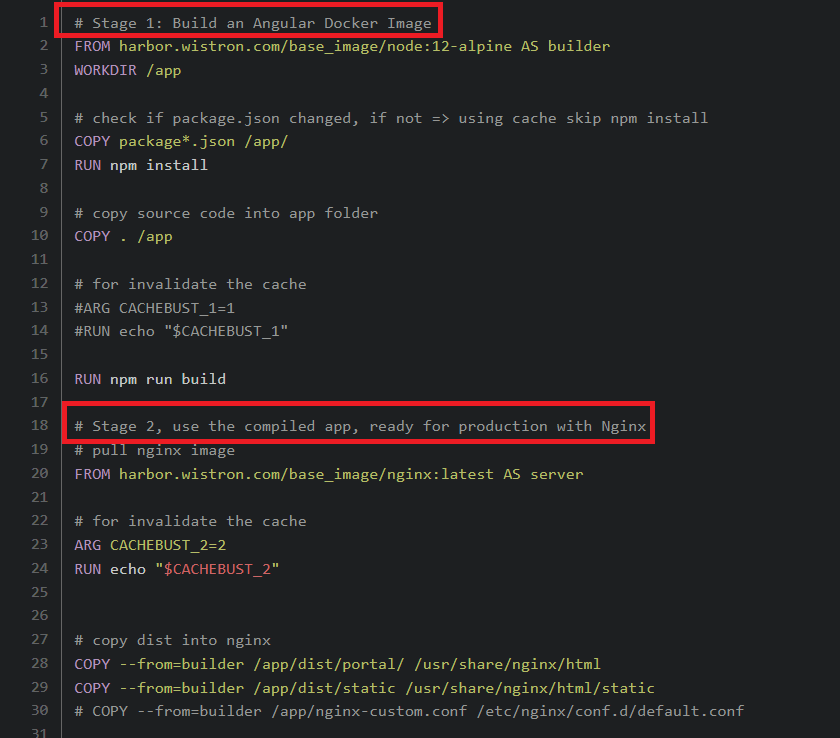 1 # Stage 1: Build an Angular Docker Image
2 FROM harbor.wistron.com/base_image/node:12-alpine AS builder
3 WORKDIR /app
4
5 # check if package.json changed, if not => using cache skip npm install
6 COPY package*.json /app/
7 RUN npm install
8
9 # copy source code into app folder
10 COPY . /app
11
12 # for invalidate the cache
13 #ARG CACHEBUST_1=1
14 #RUN echo "$CACHEBUST_1"
15
16 RUN npm run build
17
18 # Stage 2, use the compiled app, ready for production with Nginx
19 # pull nginx image
20 FROM harbor.wistron.com/base_image/nginx:latest AS server
21
22 # for invalidate the cache
23 ARG CACHEBUST_2=2
24 RUN echo "$CACHEBUST_2"
25
26
27 # copy dist into nginx
28 COPY --from=builder /app/dist/portal/ /usr/share/nginx/html
29 COPY --from=builder /app/dist/static /usr/share/nginx/html/static
30 # COPY --from=builder /app/nginx-custom.conf /etc/nginx/conf.d/default.conf
31